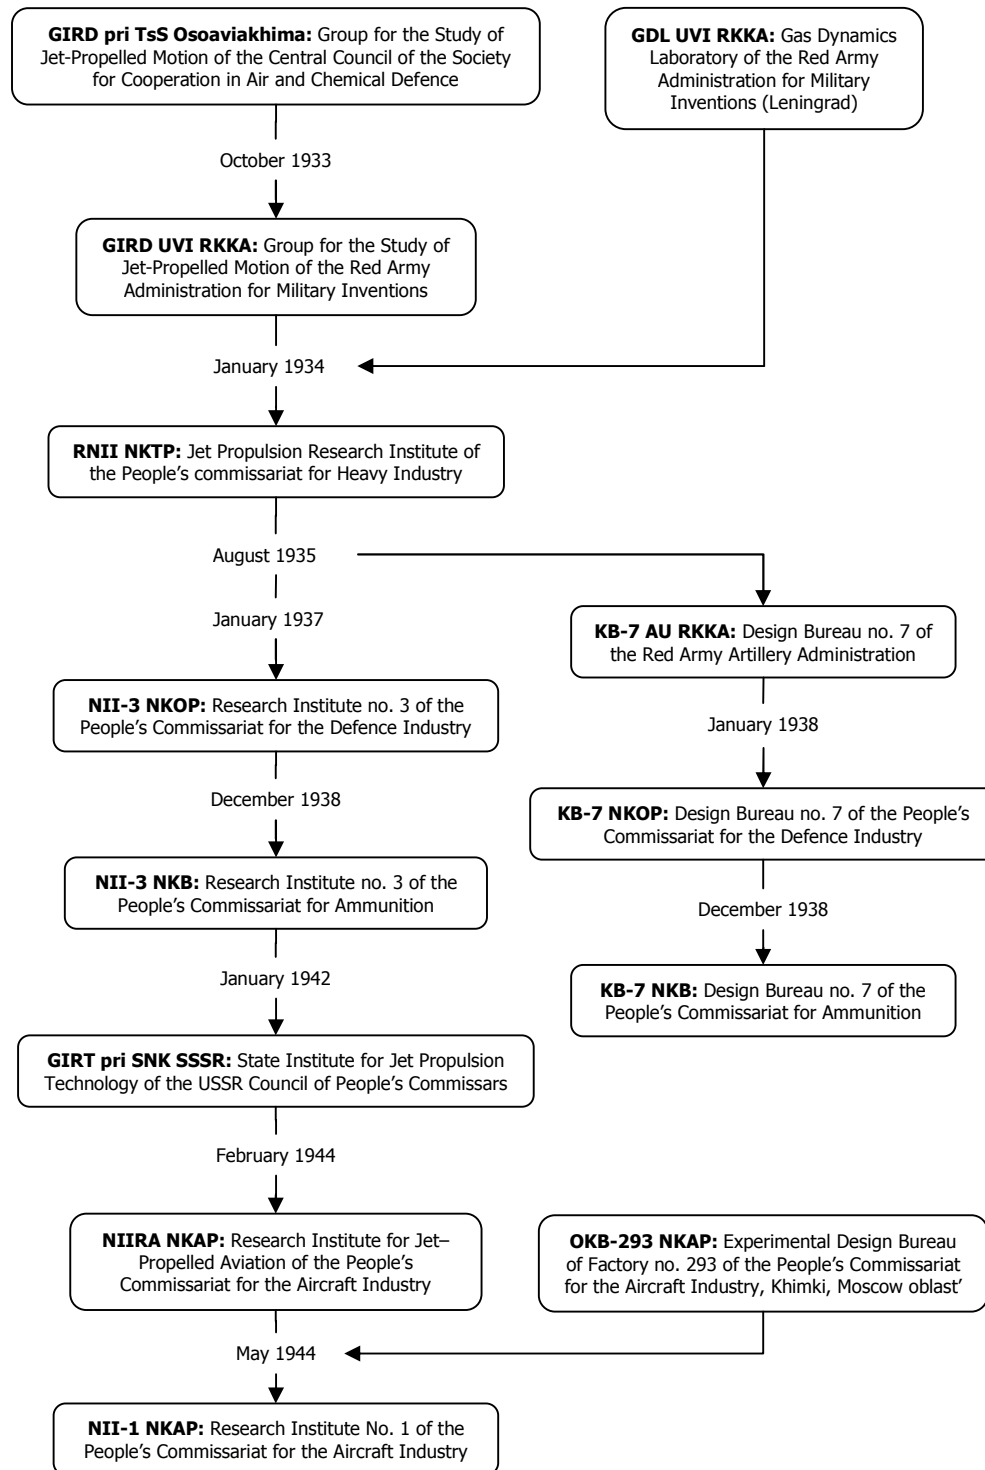 GIRD pri TsS Osoaviakhima: Group for the Study of
Jet-Propelled Motion of the Central Council of the Society
for Cooperation in Air and Chemical Defence
GDL UVI RKKA: Gas Dynamics
Laboratory of the Red Army
Administration for Military
Inventions (Leningrad)
October 1933
GIRD UVI RKKA: Group for the Study of
Jet-Propelled Motion of the Red Army
Administration for Military Inventions
January 1934
RNII NKTP: Jet Propulsion Research Institute of
the People’s commissariat for Heavy Industry
August 1935
January 1937
KB-7 AU RKKA: Design Bureau no. 7 of
the Red Army Artillery Administration
NII-3 NKOP: Research Institute no. 3 of the
People’s Commissariat for the Defence Industry
January 1938
December 1938
KB-7 NKOP: Design Bureau no. 7 of the People’s
Commissariat for the Defence Industry
NII-3 NKB: Research Institute no. 3 of the
People’s Commissariat for Ammunition
December 1938
January 1942
KB-7 NKB: Design Bureau no. 7 of the
People’s Commissariat for Ammunition
GIRT pri SNK SSSR: State Institute for Jet Propulsion
Technology of the USSR Council of People’s Commissars
February 1944
NIIRA NKAP: Research Institute for Jet–
Propelled Aviation of the People’s
Commissariat for the Aircraft Industry
OKB-293 NKAP: Experimental Design Bureau
of Factory no. 293 of the People’s Commissariat
for the Aircraft Industry, Khimki, Moscow oblast’
May 1944
NII-1 NKAP: Research Institute No. 1 of the
People’s Commissariat for the Aircraft Industry